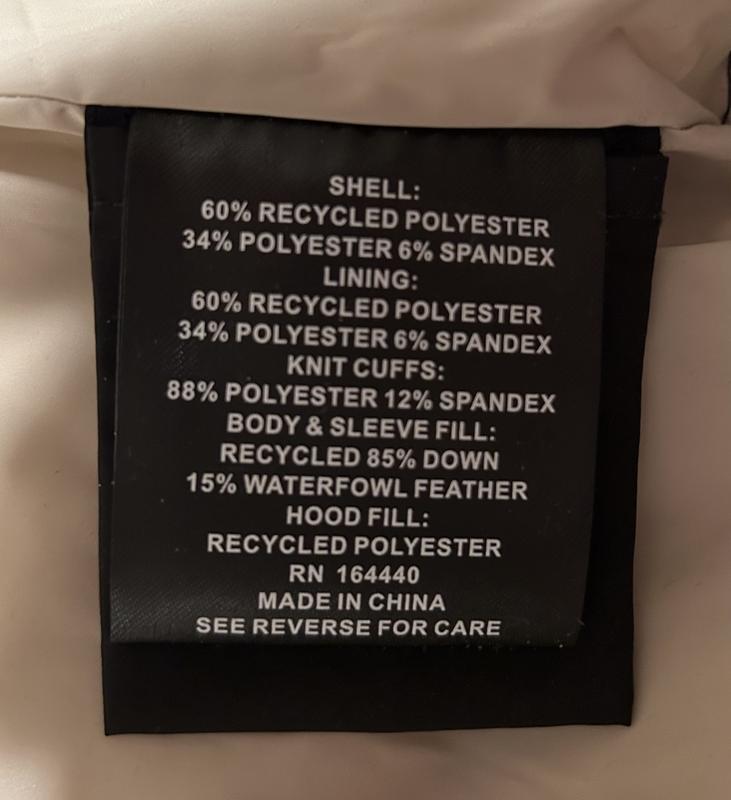 SHELL:
60% RECYCLED POLYESTER
34% POLYESTER 6% SPANDEX
LINING:
60% RECYCLED POLYESTER
34% POLYESTER 6% SPANDEX
KNIT CUFFS:
88% POLYESTER 12% SPANDEX
BODY & SLEEVE FILL:
RECYCLED 85% DOWN
15% WATERFOWL FEATHER
HOOD FILL:
RECYCLED POLYESTER
RN 164440
MADE IN CHINA
SEE REVERSE FOR CARE